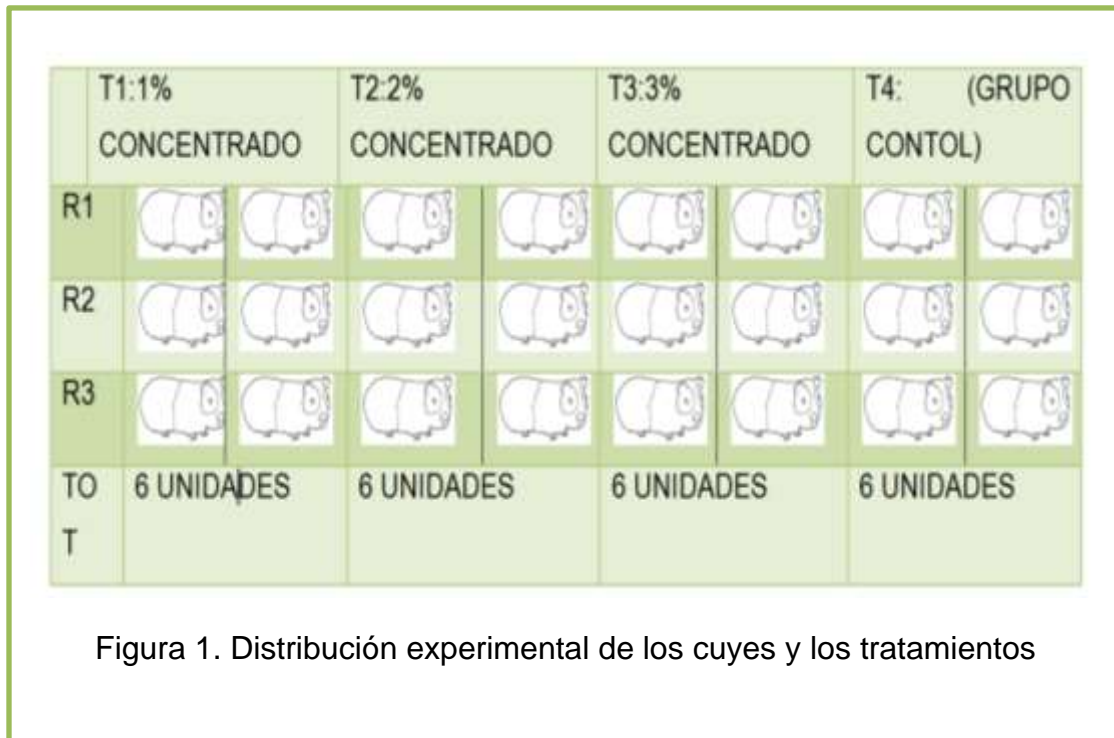 T1:1%
CONCENTRADO
T2:2%
CONCENTRADO
T3:3%
CONCENTRADO
T4: (GRUPO
CONTOL)
R1
R2
R3
TO
T
6 UNIDADES
6 UNIDADES
6 UNIDADES
6 UNIDADES
Figura 1. Distribución experimental de los cuyes y los tratamientos